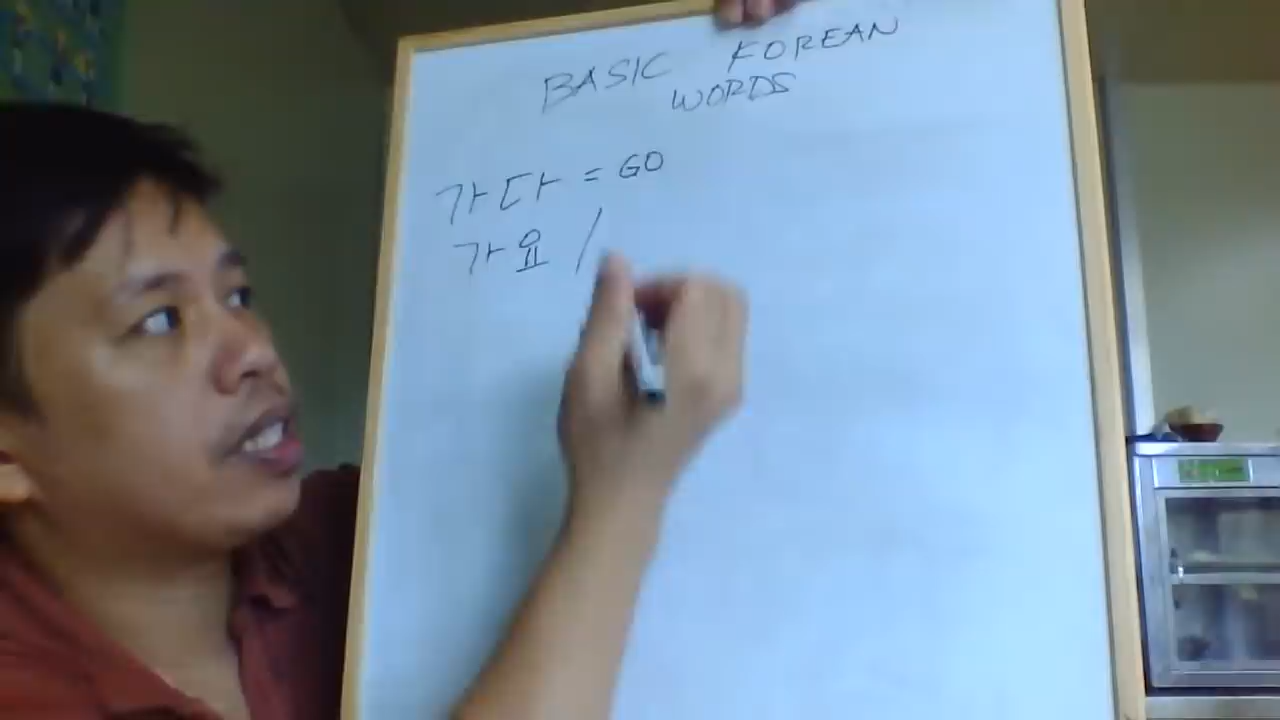 BASIC KOREAN
WORDS
가다 = GO
가요 /